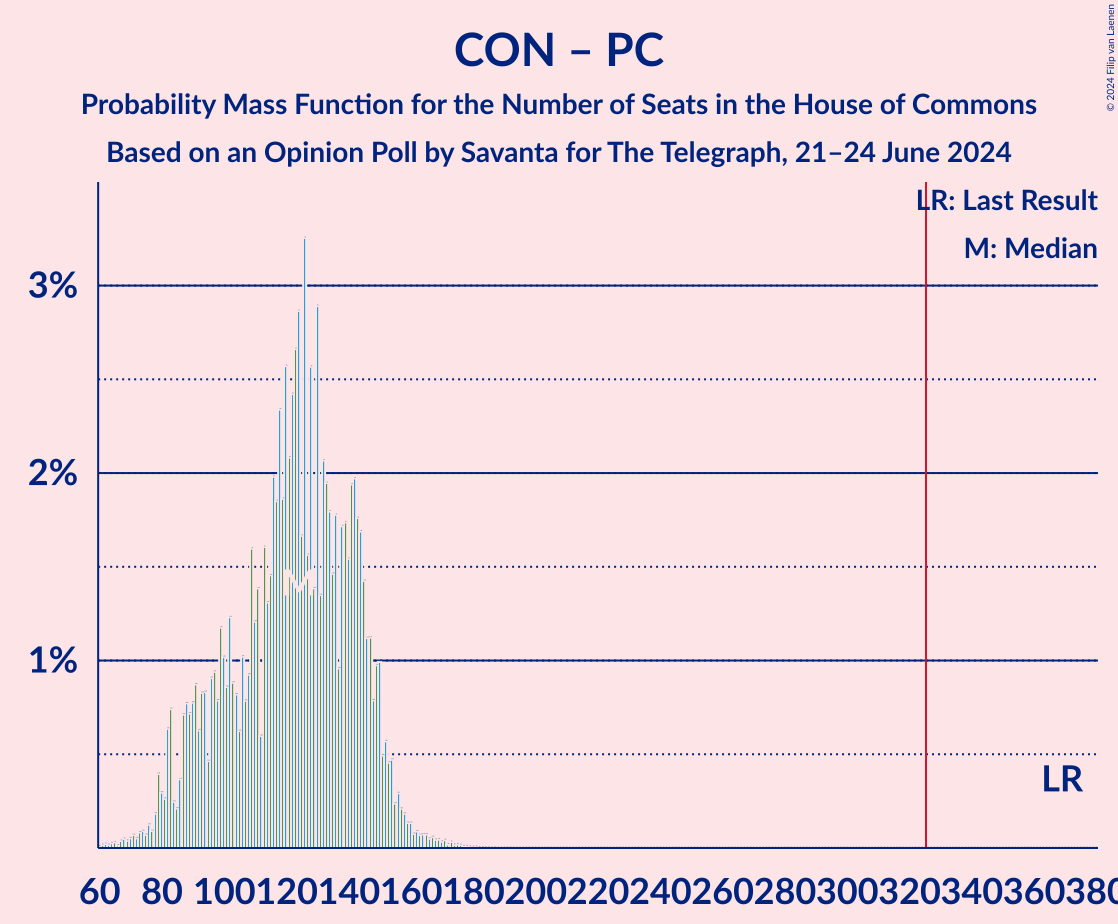 CON – PC
Probability Mass Function for the Number of Seats in the House of Commons
Based on an Opinion Poll by Savanta for The Telegraph, 21–24 June 2024
© 2024 Filip van Laenen
LR: Last Result
M: Median
3%
2%
1%
LR
60 80 100 120 140 160 180 200 220 240 260 280 300 320 340 360 380